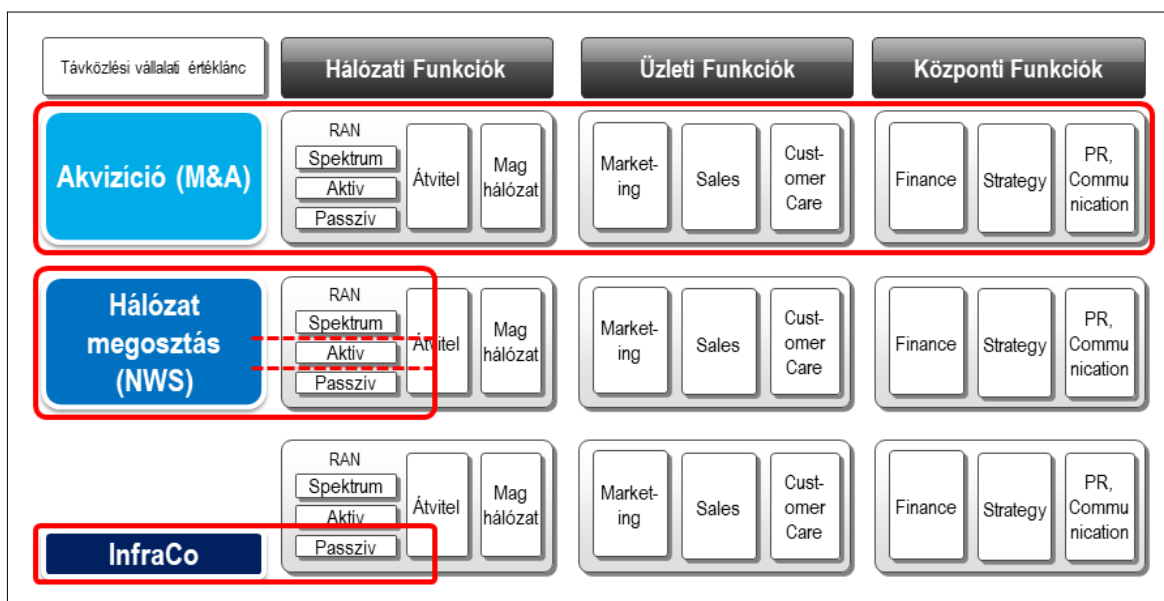 Távközlési vállalati értéklánc
Hálózati Funkciók
Üzleti Funkciók
Központi Funkciók
Akvizíció (M&A)
RAN
Spektrum
Aktív
Passzív
Átvitel
Mag
hálózat
Market-
ing
Sales
Cust-
omer
Care
Finance
Strategy
PR,
Commu
nication
Hálózat
megosztás
(NWS)
RAN
Spektrum
Aktív
Passzív
Átvitel
Mag
hálózat
Market-
ing
Sales
Cust-
omer
Care
Finance
Strategy
PR,
Commu
nication
InfraCo
RAN
Spektrum
Aktív
Passzív
Átvitel
Mag
hálózat
Market-
ing
Sales
Cust-
omer
Care
Finance
Strategy
PR,
Commu
nication